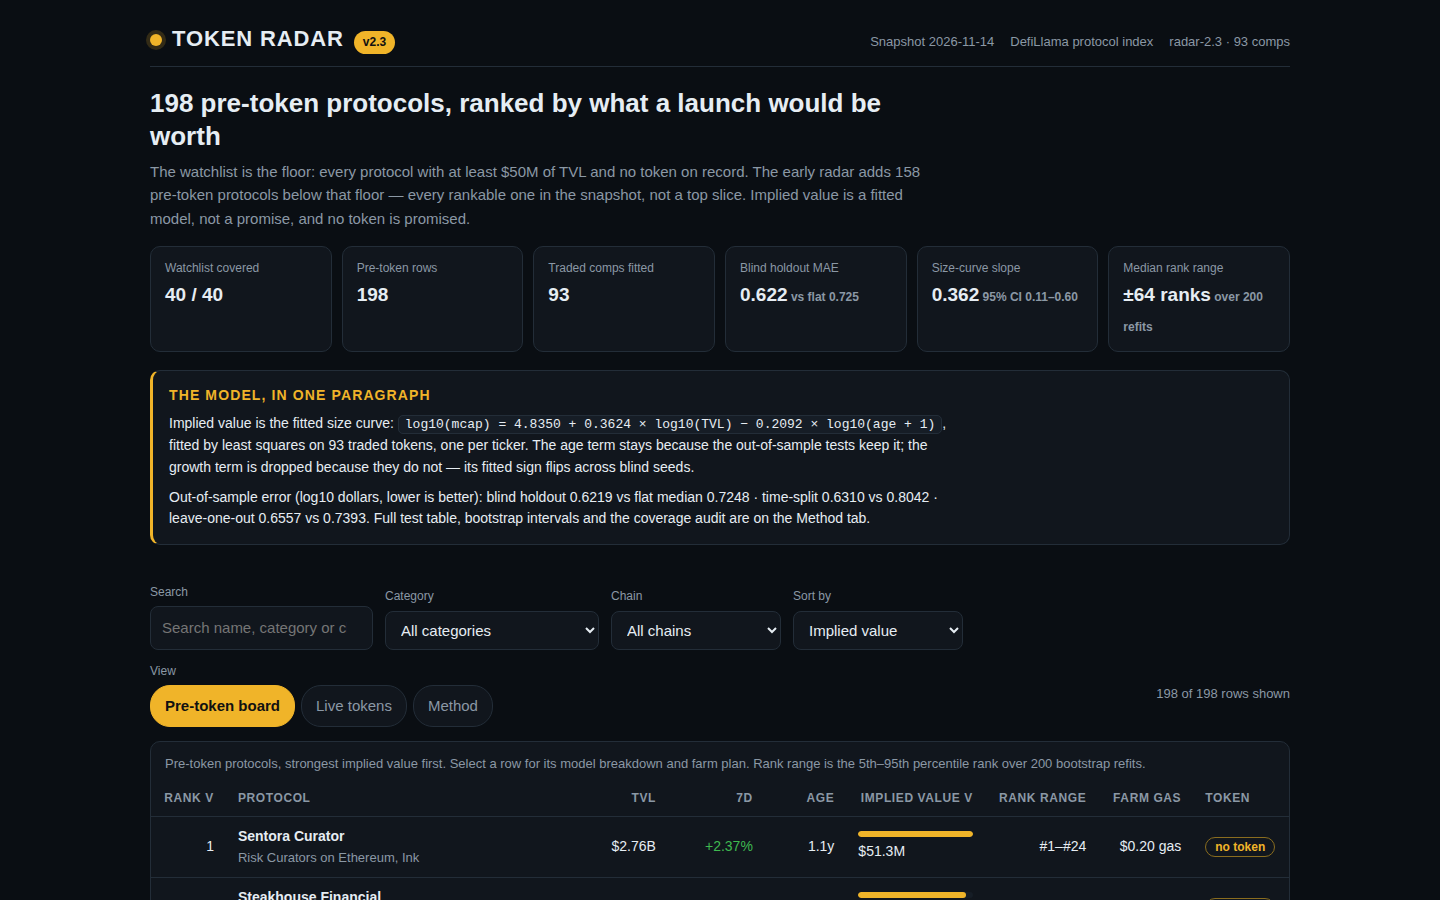 TOKEN RADAR v2.3
Snapshot 2026-11-14 DefiLlama protocol index radar-2.3 · 93 comps
198 pre-token protocols, ranked by what a launch would be
worth
The watchlist is the floor: every protocol with at least $50M of TVL and no token on record. The early radar adds 158
pre-token protocols below that floor — every rankable one in the snapshot, not a top slice. Implied value is a fitted
model, not a promise, and no token is promised.
Watchlist covered
40 / 40
Pre-token rows
198
Traded comps fitted
93
Blind holdout MAE
0.622 vs flat 0.725
Size-curve slope
0.362 95% CI 0.11–0.60
Median rank range
±64 ranks over 200
refits
THE MODEL, IN ONE PARAGRAPH
Implied value is the fitted size curve: log10(mcap) = 4.8350 + 0.3624 × log10(TVL) − 0.2092 × log10(age + 1),
fitted by least squares on 93 traded tokens, one per ticker. The age term stays because the out-of-sample tests keep it; the
growth term is dropped because they do not — its fitted sign flips across blind seeds.
Out-of-sample error (log10 dollars, lower is better): blind holdout 0.6219 vs flat median 0.7248 · time-split 0.6310 vs 0.8042 ·
leave-one-out 0.6557 vs 0.7393. Full test table, bootstrap intervals and the coverage audit are on the Method tab.
Search
Search name, category or c
Category
All categories
Chain
All chains
Sort by
Implied value
View
Pre-token board Live tokens Method
198 of 198 rows shown
Pre-token protocols, strongest implied value first. Select a row for its model breakdown and farm plan. Rank range is the 5th–95th percentile rank over 200 bootstrap refits.
RANK V PROTOCOL TVL 7D AGE IMPLIED VALUE V RANK RANGE FARM GAS TOKEN
1 Sentora Curator $2.76B +2.37% 1.1y $51.3M #1–#24 $0.20 gas no token
Risk Curators on Ethereum, Ink
Steakhouse Financial